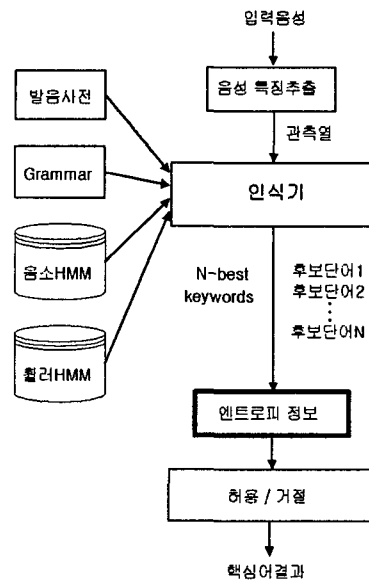 입력음성
음성 특징추출
관측열
발음사전
Grammar
음소HMM
휠러HMM
인식기
N-best
keywords
후보단어1
후보단어2
⋮
후보단어N
엔트로피 정보
허용 / 거절
핵심어결과